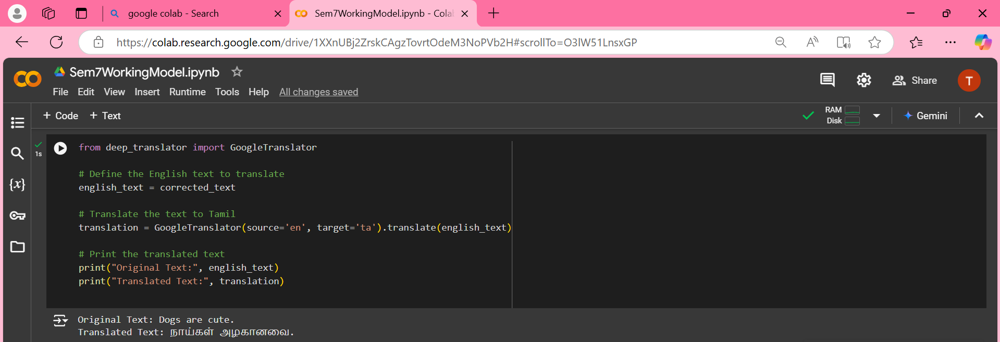 google colab - Search
Sem7WorkingModel.ipynb - Cola
https://colab.research.google.com/drive/1XXnUBj2ZrskCAgzTovrtOdeM3NoPVb2H#scrollTo=O3lW51LnsxGP
Sem7WorkingModel.ipynb
File Edit View Insert Runtime Tools Help All changes saved
Share
T
+ Code + Text
RAM
Disk
Gemini
1s
from deep_translator import GoogleTranslator
# Define the English text to translate
english_text = corrected_text
# Translate the text to Tamil
translation = GoogleTranslator(source='en', target='ta').translate(english_text)
# Print the translated text
print("Original Text:", english_text)
print("Translated Text:", translation)
Original Text: Dogs are cute.
Translated Text: நாய்கள் அழகானவை.